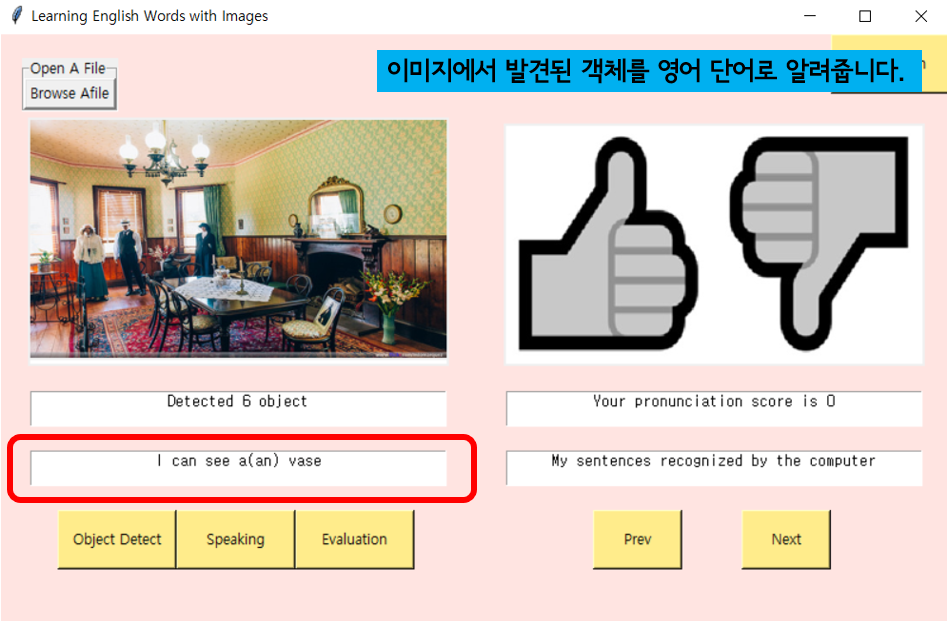 Learning English Words with Images
이미지에서 발견된 객체를 영어 단어로 알려줍니다.
Open A File
Browse Afile
Detected 6 object
Your pronunciation score is 0
I can see a(an) vase
My sentences recognized by the computer
Object Detect
Speaking
Evaluation
Prev
Next